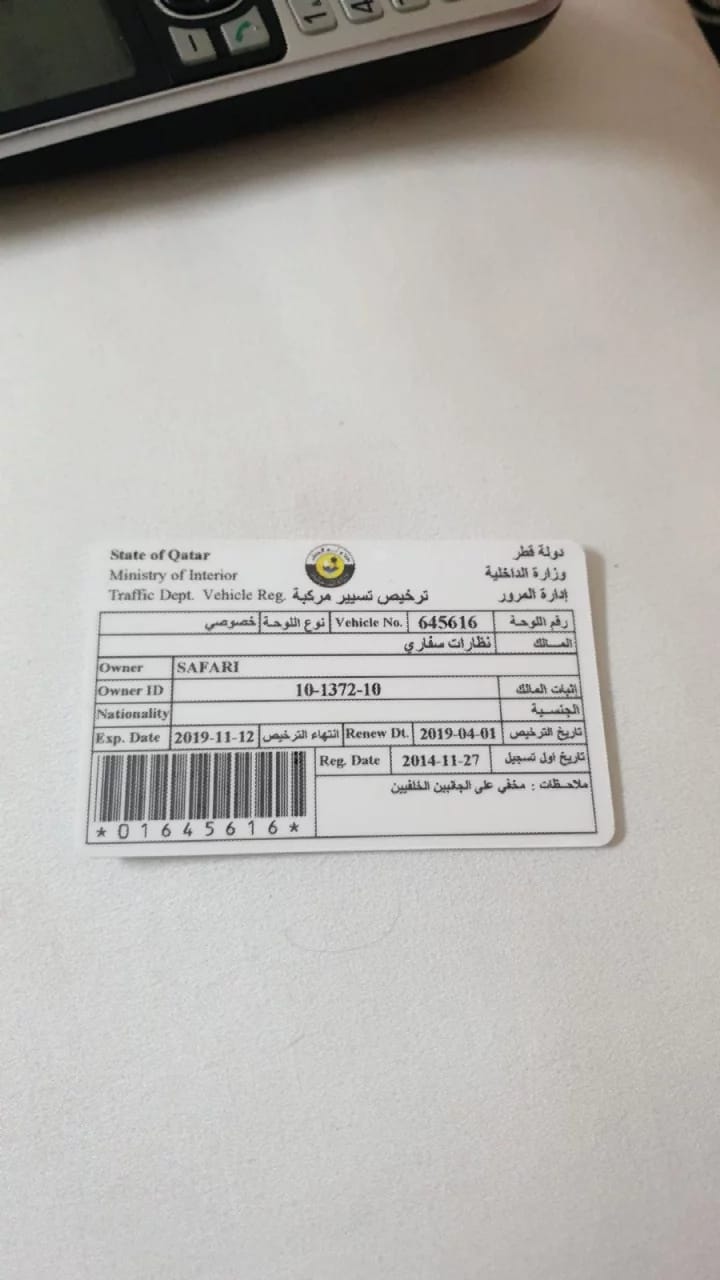 State of Qatar دولة قطر
Ministry of Interior وزارة الداخلية
Traffic Dept. Vehicle Reg. ترخيص تسيير مركبة إدارة المرور
رقم اللوحة 645616 Vehicle No. نوع اللوحة خصوصي
المالك نظارات سفاري
Owner SAFARI
Owner ID 10-1372-10 إثبات المالك
Nationality الجنسية
Exp. Date 2019-11-12 انتهاء الترخيص Renew Dt. 2019-04-01 تاريخ الترخيص
Reg. Date 2014-11-27 تاريخ اول تسجيل
ملاحظات : مخفي على الجانبين الخلفيين
*01645616*